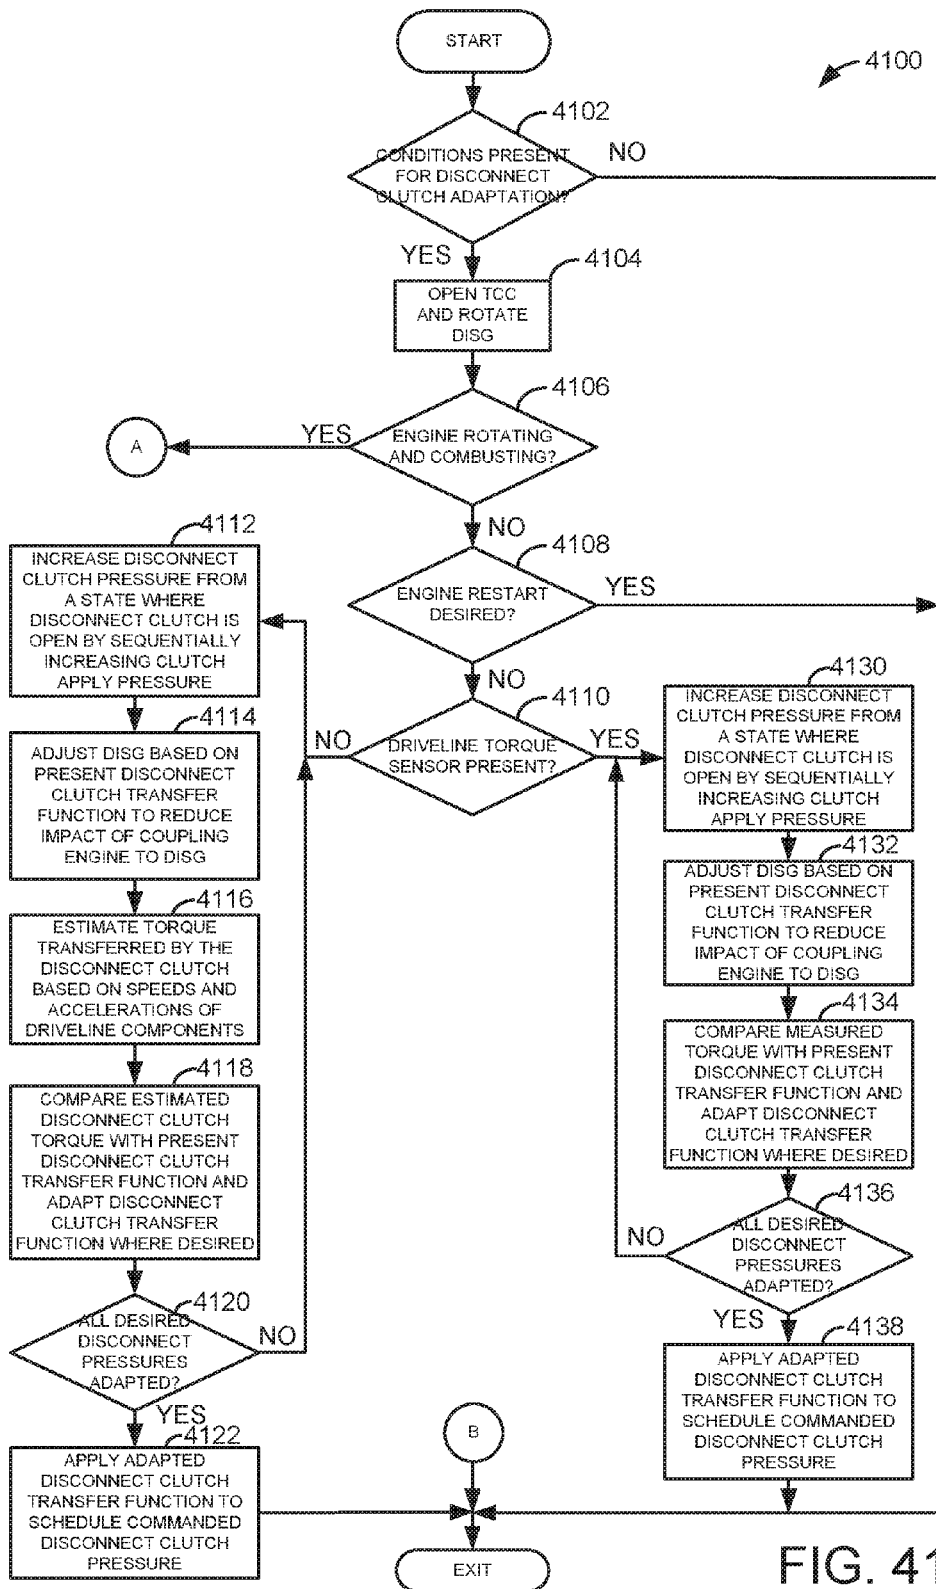 START
4100
4102
CONDITIONS PRESENT
FOR DISCONNECT
CLUTCH ADAPTATION?
NO
YES
4104
OPEN TCC
AND ROTATE
DISG
4106
ENGINE ROTATING
AND COMBUSTING?
YES
A
NO
4108
ENGINE RESTART
DESIRED?
YES
NO
4110
DRIVELINE TORQUE
SENSOR PRESENT?
NO
YES
4112
INCREASE DISCONNECT
CLUTCH PRESSURE FROM
A STATE WHERE
DISCONNECT CLUTCH IS
OPEN BY SEQUENTIALLY
INCREASING CLUTCH
APPLY PRESSURE
4114
ADJUST DISG BASED ON
PRESENT DISCONNECT
CLUTCH TRANSFER
FUNCTION TO REDUCE
IMPACT OF COUPLING
ENGINE TO DISG
4116
ESTIMATE TORQUE
TRANSFERRED BY THE
DISCONNECT CLUTCH
BASED ON SPEEDS AND
ACCELERATIONS OF
DRIVELINE COMPONENTS
4118
COMPARE ESTIMATED
DISCONNECT CLUTCH
TORQUE WITH PRESENT
DISCONNECT CLUTCH
TRANSFER FUNCTION AND
ADAPT DISCONNECT
CLUTCH TRANSFER
FUNCTION WHERE DESIRED
4120
ALL DESIRED
DISCONNECT
PRESSURES
ADAPTED?
NO
YES
4122
APPLY ADAPTED
DISCONNECT CLUTCH
TRANSFER FUNCTION TO
SCHEDULE COMMANDED
DISCONNECT CLUTCH
PRESSURE
4130
INCREASE DISCONNECT
CLUTCH PRESSURE FROM
A STATE WHERE
DISCONNECT CLUTCH IS
OPEN BY SEQUENTIALLY
INCREASING CLUTCH
APPLY PRESSURE
4132
ADJUST DISG BASED ON
PRESENT DISCONNECT
CLUTCH TRANSFER
FUNCTION TO REDUCE
IMPACT OF COUPLING
ENGINE TO DISG
4134
COMPARE MEASURED
TORQUE WITH PRESENT
DISCONNECT CLUTCH
TRANSFER FUNCTION AND
ADAPT DISCONNECT
CLUTCH TRANSFER
FUNCTION WHERE DESIRED
4136
ALL DESIRED
DISCONNECT
PRESSURES
ADAPTED?
NO
YES
4138
APPLY ADAPTED
DISCONNECT CLUTCH
TRANSFER FUNCTION TO
SCHEDULE COMMANDED
DISCONNECT CLUTCH
PRESSURE
B
EXIT
FIG. 41